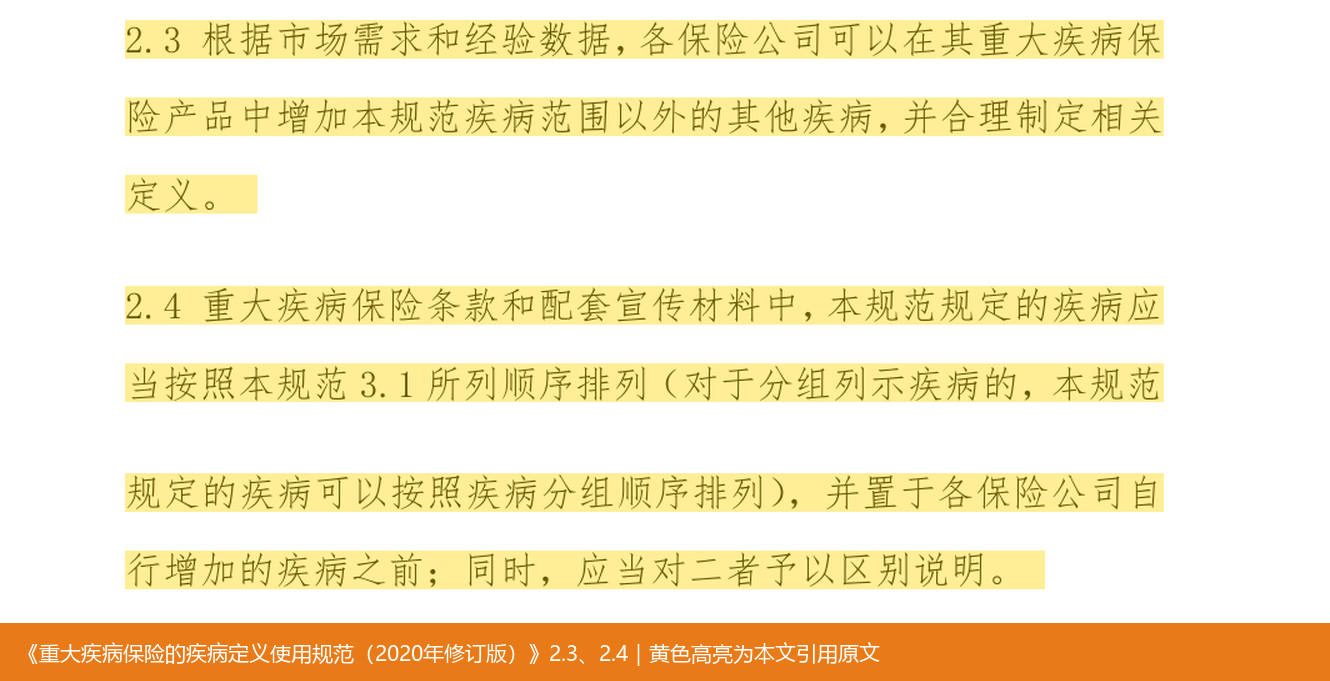 2.3 根据市场需求和经验数据，各保险公司可以在其重大疾病保
险产品中增加本规范疾病范围以外的其他疾病，并合理制定相关
定义。
2.4 重大疾病保险条款和配套宣传材料中，本规范规定的疾病应
当按照本规范 3.1 所列顺序排列（对于分组列示疾病的，本规范
规定的疾病可以按照疾病分组顺序排列），并置于各保险公司自
行增加的疾病之前；同时，应当对二者予以区别说明。
《重大疾病保险的疾病定义使用规范（2020年修订版）》2.3、2.4 | 黄色高亮为本文引用原文